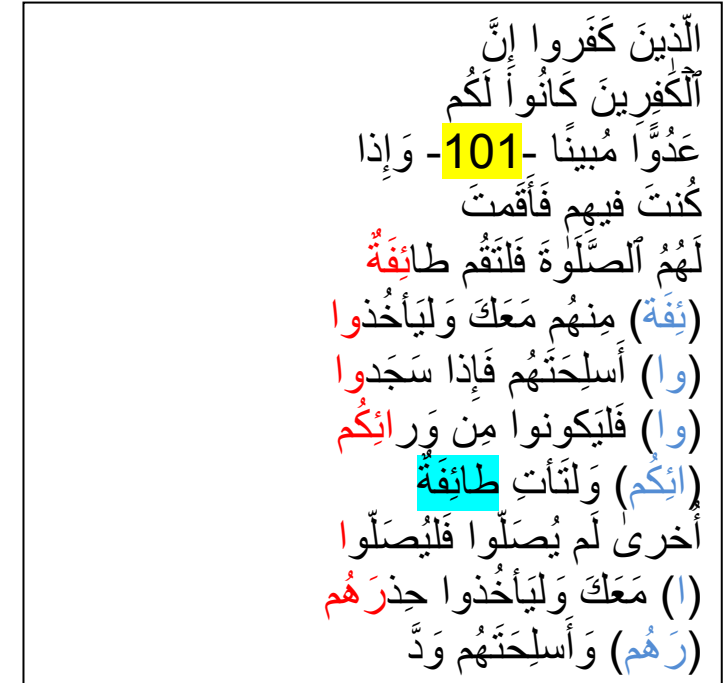 الَّذينَ كَفَروا إِنَّ
ٱلۡكَٰفِرِينَ كَانُواْ لَكُم
عَدُوًّا مُبينًا -101- وَإِذا
كُنتَ فيهِم فَأَقَمتَ
لَهُمُ ٱلصَّلَوٰةَ فَلتَقُم طائِفَةٌ
(ئِفَة) مِنهُم مَعَكَ وَليَأخُذوا
(وا) أَسلِحَتَهُم فَإِذا سَجَدوا
(وا) فَليَكونوا مِن وَرائِكُم
(ائِكُم) وَلتَأتِ طائِفَةٌ
أُخرىٰ لَم يُصَلّوا فَليُصَلّوا
(ا) مَعَكَ وَليَأخُذوا حِذرَهُم
(رَهُم) وَأَسلِحَتَهُم وَدَّ